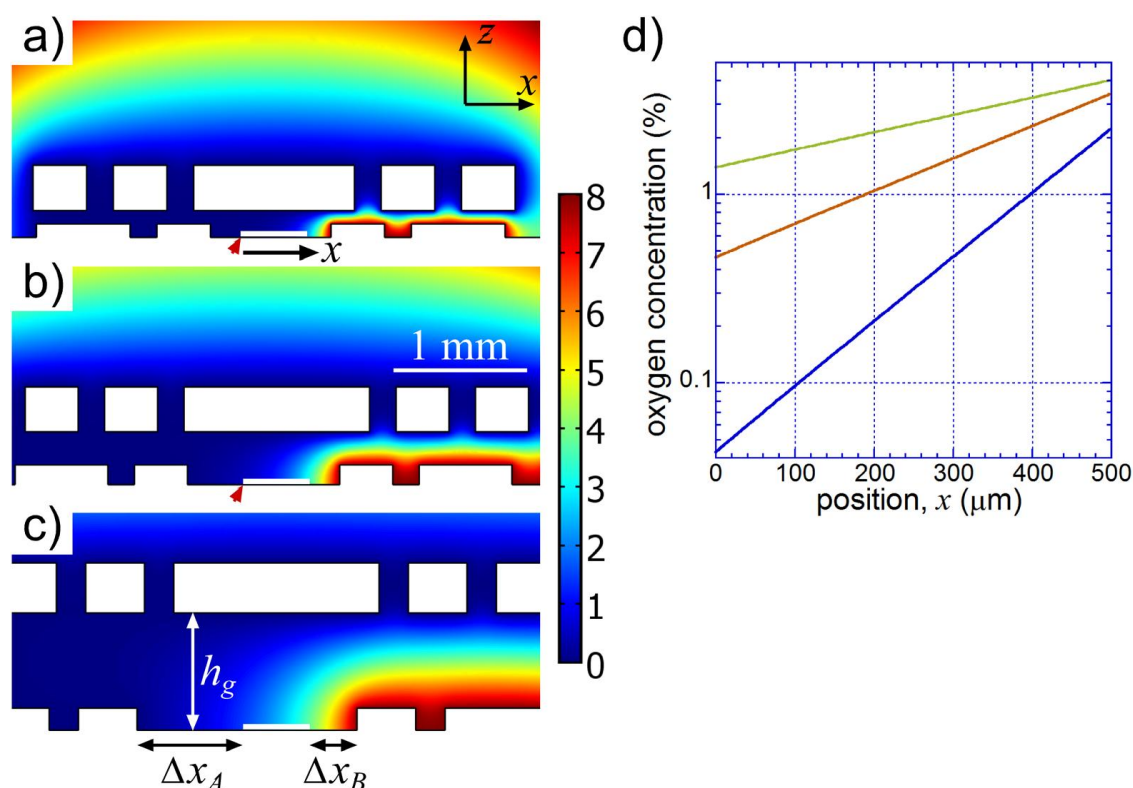 a)
z
x
x
b)
1 mm
c)
h_g
Δx_A
Δx_B
8
7
6
5
4
3
2
1
0
d)
oxygen concentration (%)
1
0.1
0 100 200 300 400 500
position, x (μm)